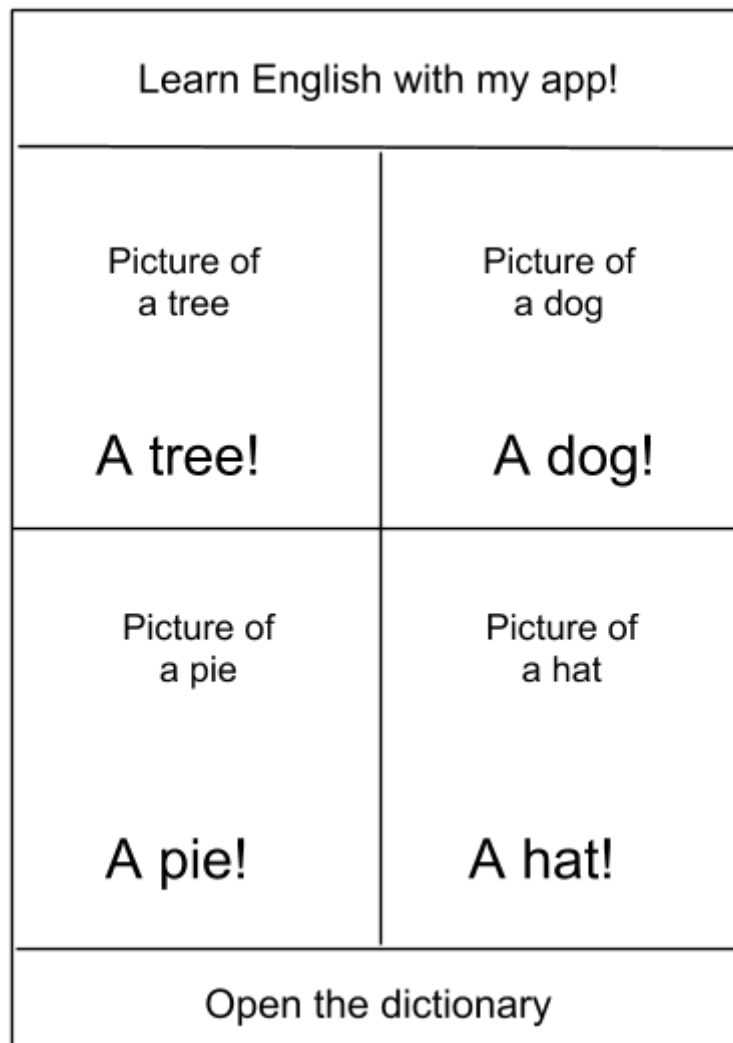 Learn English with my app!
Picture of
a tree
A tree!
Picture of
a dog
A dog!
Picture of
a pie
A pie!
Picture of
a hat
A hat!
Open the dictionary